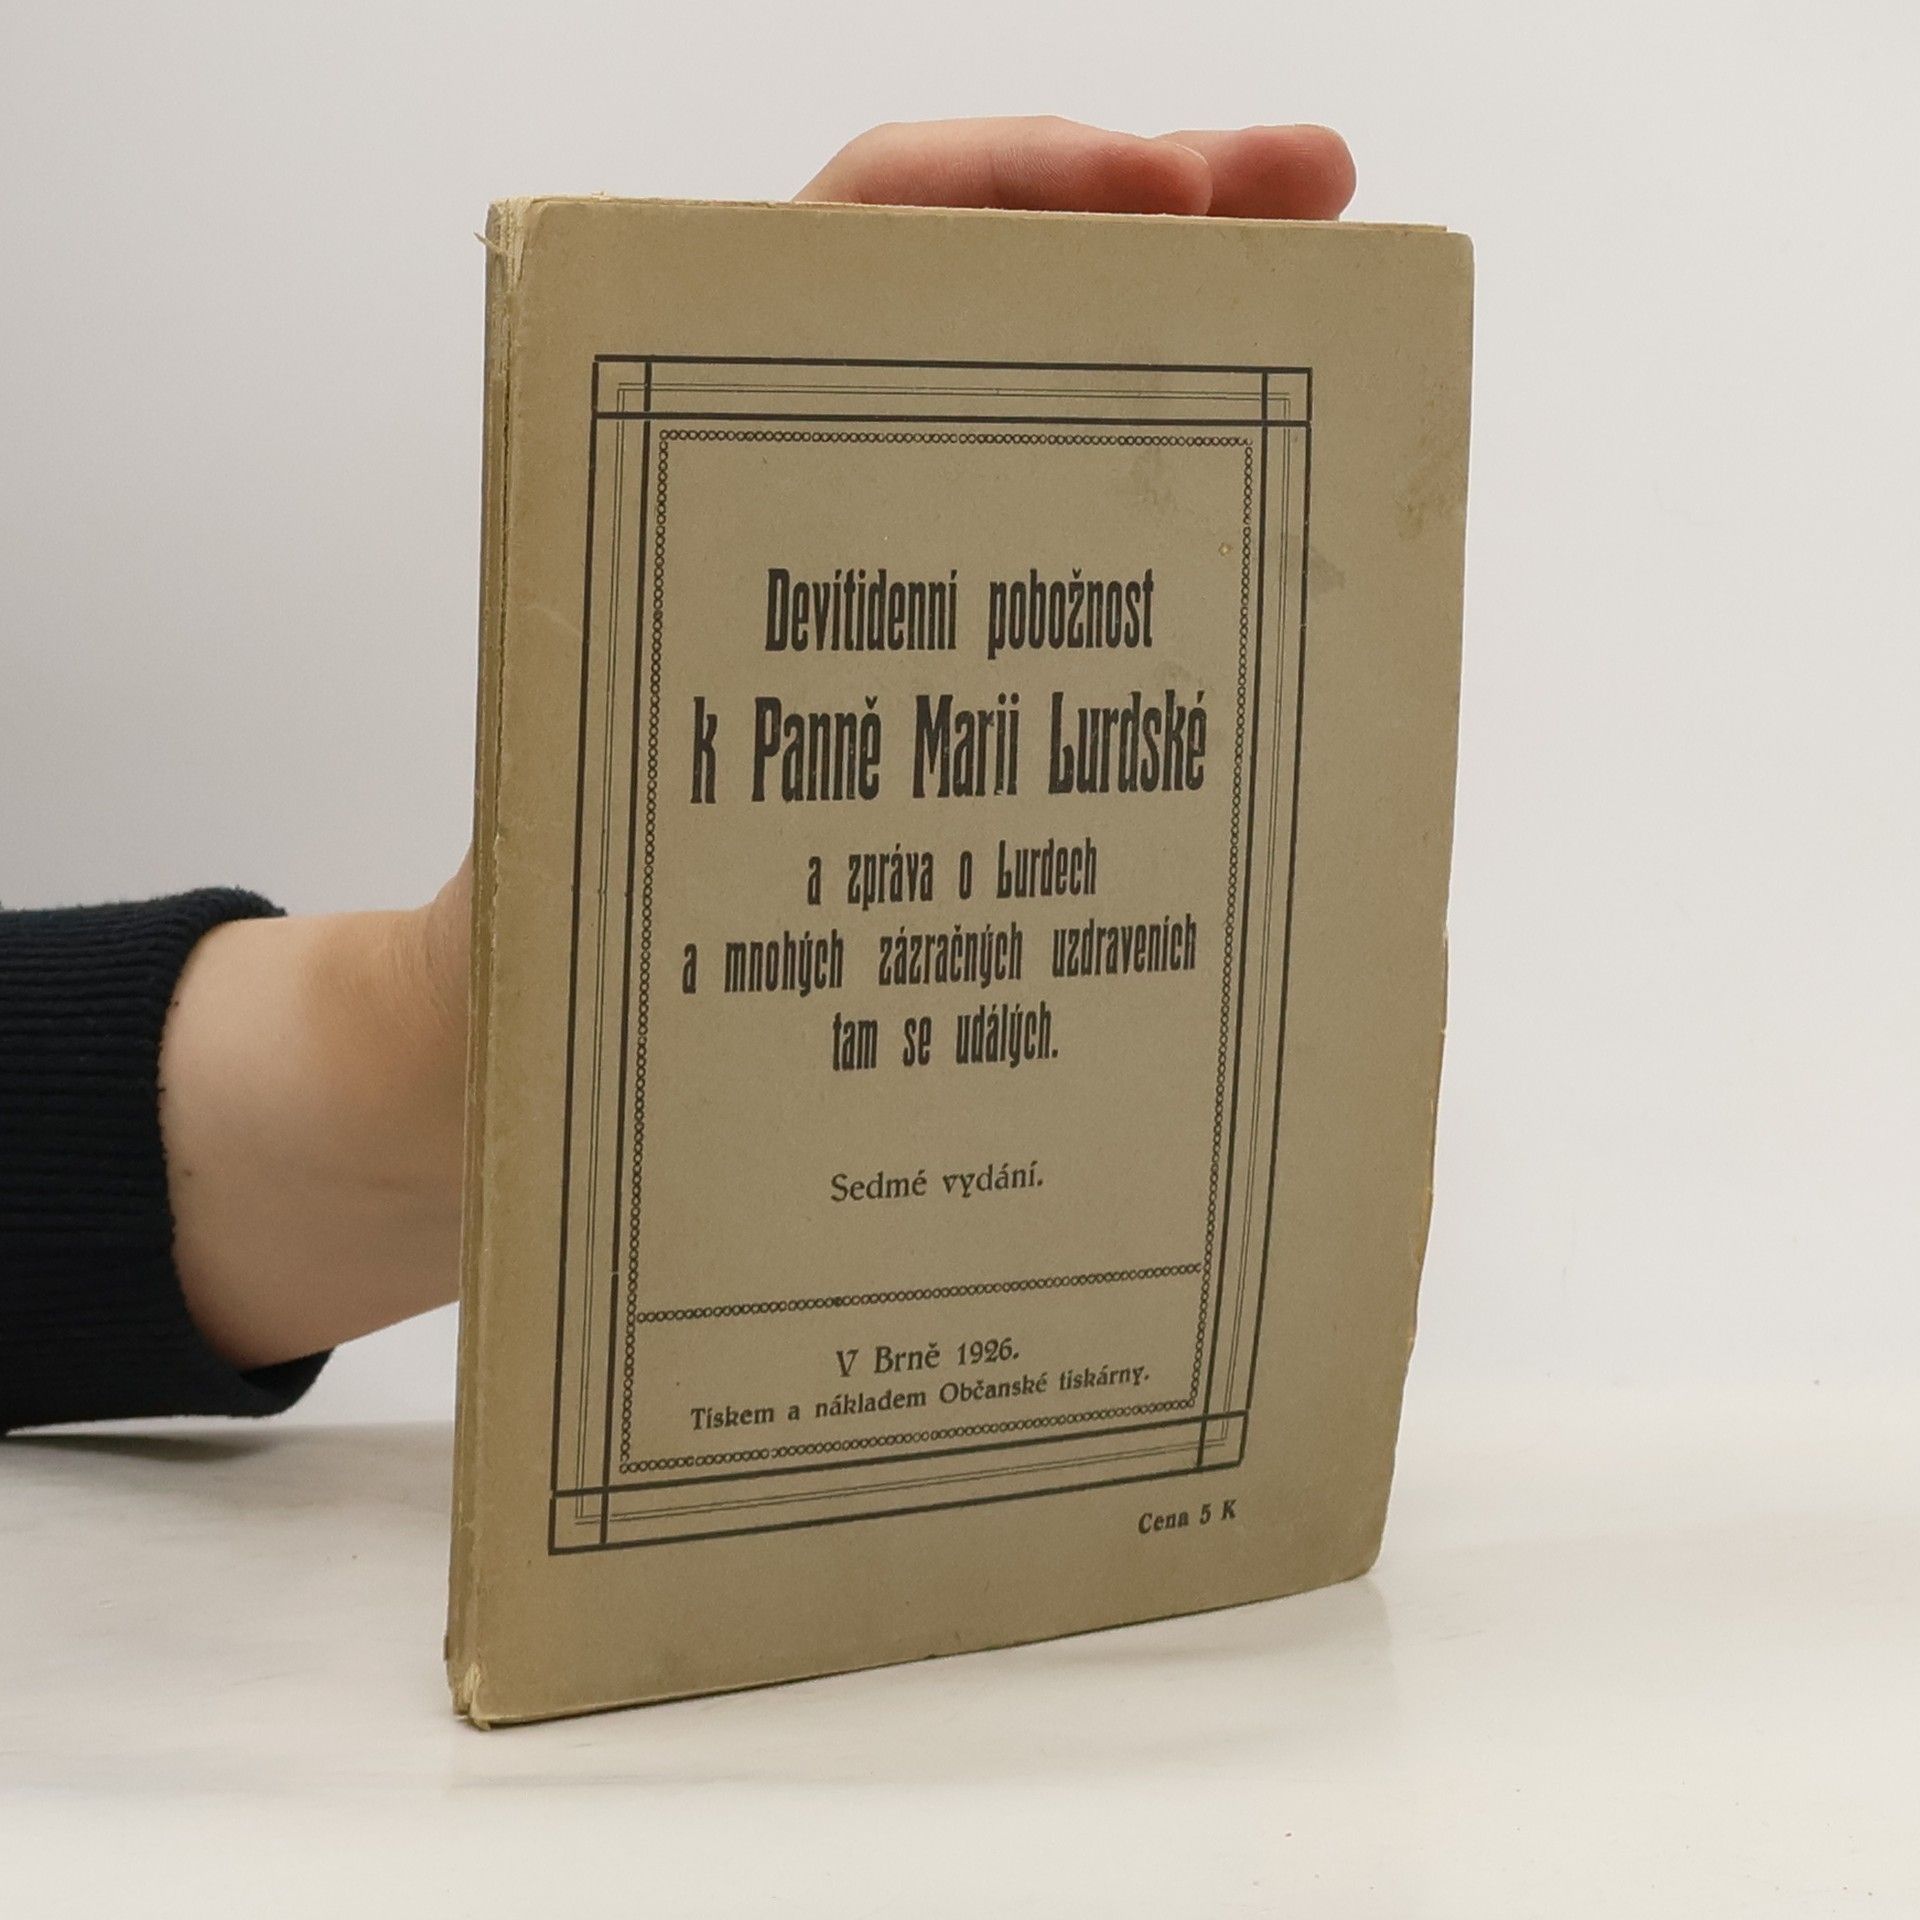 Devítidenní pobožnost
k Panně Marii Lurdské
a zpráva o Lurdech
a mnohých zázračných uzdraveních
tam se událých.
Sedmé vydání.
V Brně 1926.
Tiskem a nákladem Občanské tiskárny.
Cena 5 K